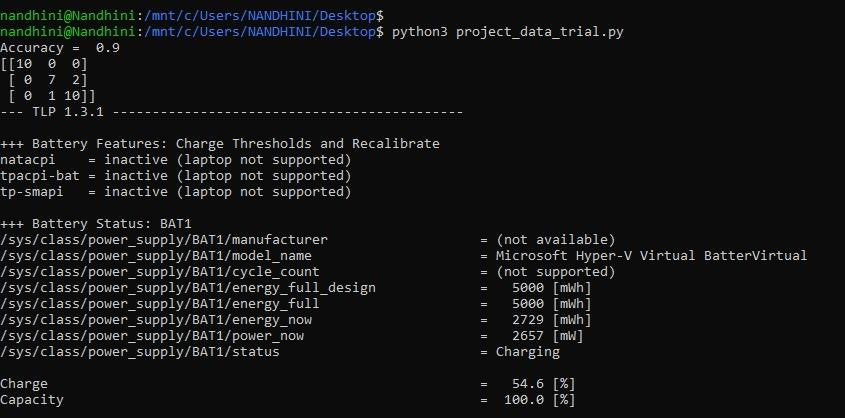 nandhini@Nandhini:/mnt/c/Users/NANDHINI/Desktop$
nandhini@Nandhini:/mnt/c/Users/NANDHINI/Desktop$ python3 project_data_trial.py
Accuracy =  0.9
[[10  0  0]
 [ 0  7  2]
 [ 0  1 10]]
--- TLP 1.3.1 --------------------------------------------

+++ Battery Features: Charge Thresholds and Recalibrate
natacpi    = inactive (laptop not supported)
tpacpi-bat = inactive (laptop not supported)
tp-smapi   = inactive (laptop not supported)

+++ Battery Status: BAT1
/sys/class/power_supply/BAT1/manufacturer                   = (not available)
/sys/class/power_supply/BAT1/model_name                     = Microsoft Hyper-V Virtual BatterVirtual
/sys/class/power_supply/BAT1/cycle_count                    = (not supported)
/sys/class/power_supply/BAT1/energy_full_design             =   5000 [mWh]
/sys/class/power_supply/BAT1/energy_full                    =   5000 [mWh]
/sys/class/power_supply/BAT1/energy_now                     =   2729 [mWh]
/sys/class/power_supply/BAT1/power_now                      =   2657 [mW]
/sys/class/power_supply/BAT1/status                         = Charging

Charge                                                      =   54.6 [%]
Capacity                                                    =  100.0 [%]